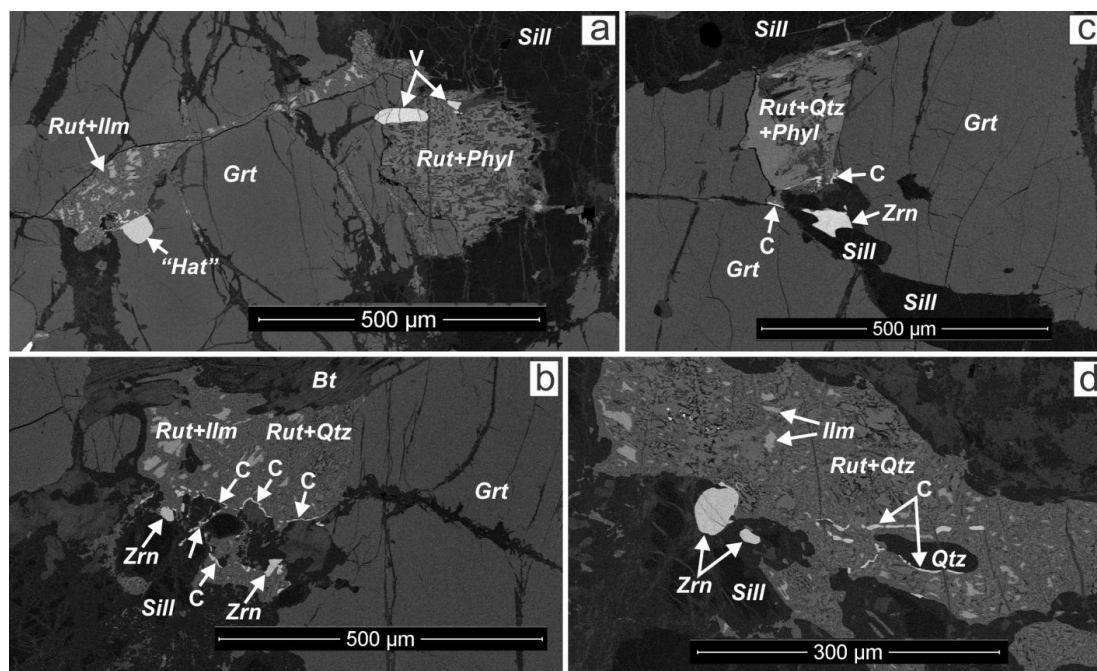 a
Sill
V
Rut+Ilm
Rut+Phyl
Grt
"Hat"
500 µm
c
Sill
Rut+Qtz
+Phyl
Grt
C
Zrn
C
Sill
Grt
Sill
500 µm
b
Bt
Rut+Ilm
Rut+Qtz
C
C
C
Grt
Zrn
C
Zrn
Sill
500 µm
d
Ilm
Rut+Qtz
C
Qtz
Zrn
Sill
300 µm